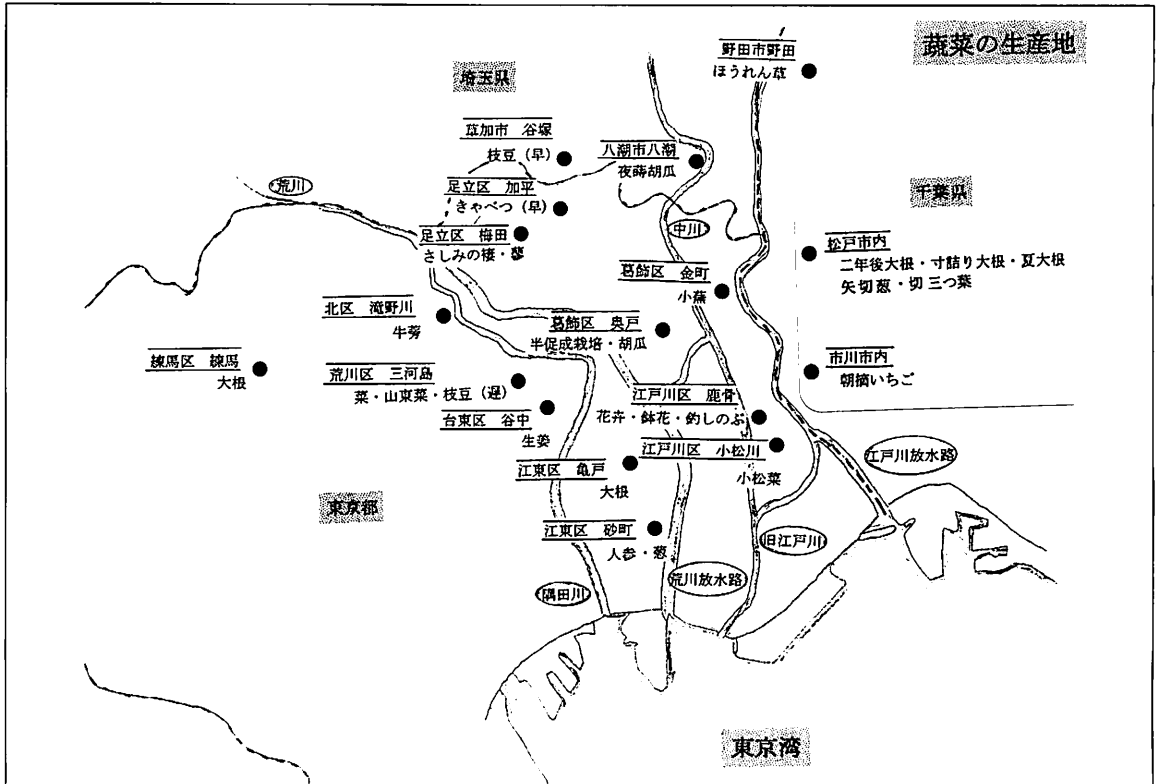 蔬菜の生産地
野田市野田
ほうれん草
埼玉県
草加市 谷塚
枝豆(早)
八潮市八潮
夜蒔胡瓜
千葉県
荒川
足立区 加平
きゃべつ(早)
中川
足立区 梅田
さしみの褄・蓼
松戸市内
二年後大根・寸詰り大根・夏大根
矢切葱・切三つ葉
葛飾区 金町
小蕪
北区 滝野川
牛蒡
葛飾区 奥戸
半促成栽培・胡瓜
練馬区 練馬
大根
荒川区 三河島
菜・山東菜・枝豆(遅)
市川市内
朝摘いちご
江戸川区 鹿骨
花卉・鉢花・釣しのぶ
台東区 谷中
生姜
江戸川区 小松川
小松菜
江戸川放水路
江東区 亀戸
大根
東京都
江東区 砂町
人参・葱
旧江戸川
荒川放水路
隅田川
東京湾